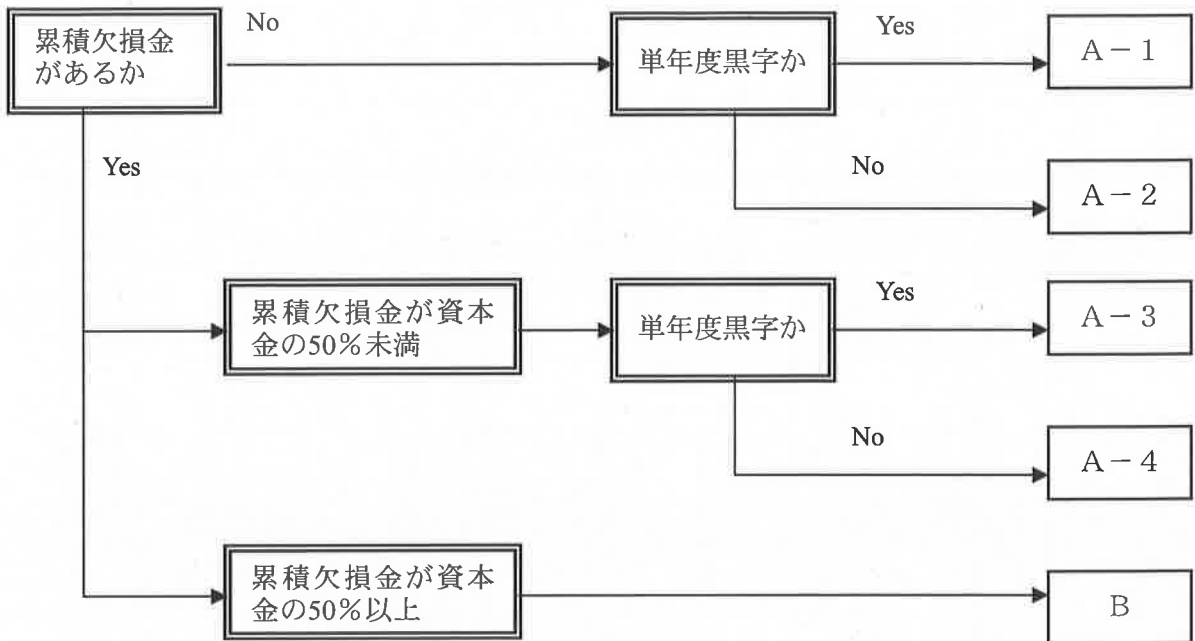 累積欠損金
があるか
No
単年度黒字か
Yes
A－1
Yes
No
A－2
累積欠損金が資本
金の50％未満
単年度黒字か
Yes
A－3
No
A－4
累積欠損金が資本
金の50％以上
B